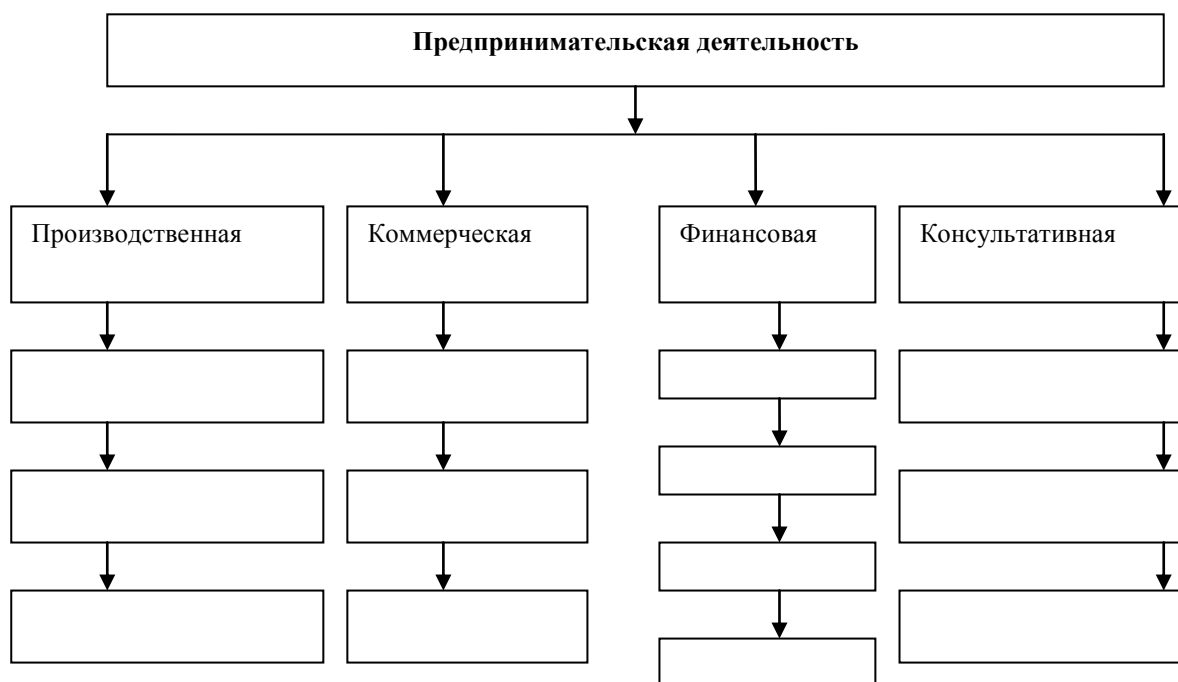 Предпринимательская деятельность
Производственная
Коммерческая
Финансовая
Консультативная